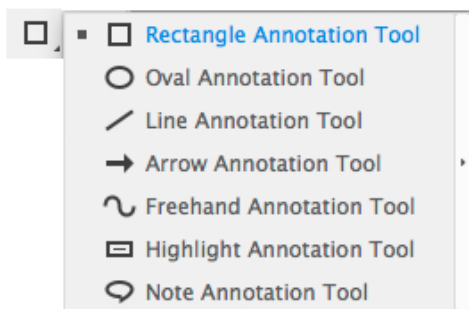 Rectangle Annotation Tool
Oval Annotation Tool
Line Annotation Tool
Arrow Annotation Tool
Freehand Annotation Tool
Highlight Annotation Tool
Note Annotation Tool